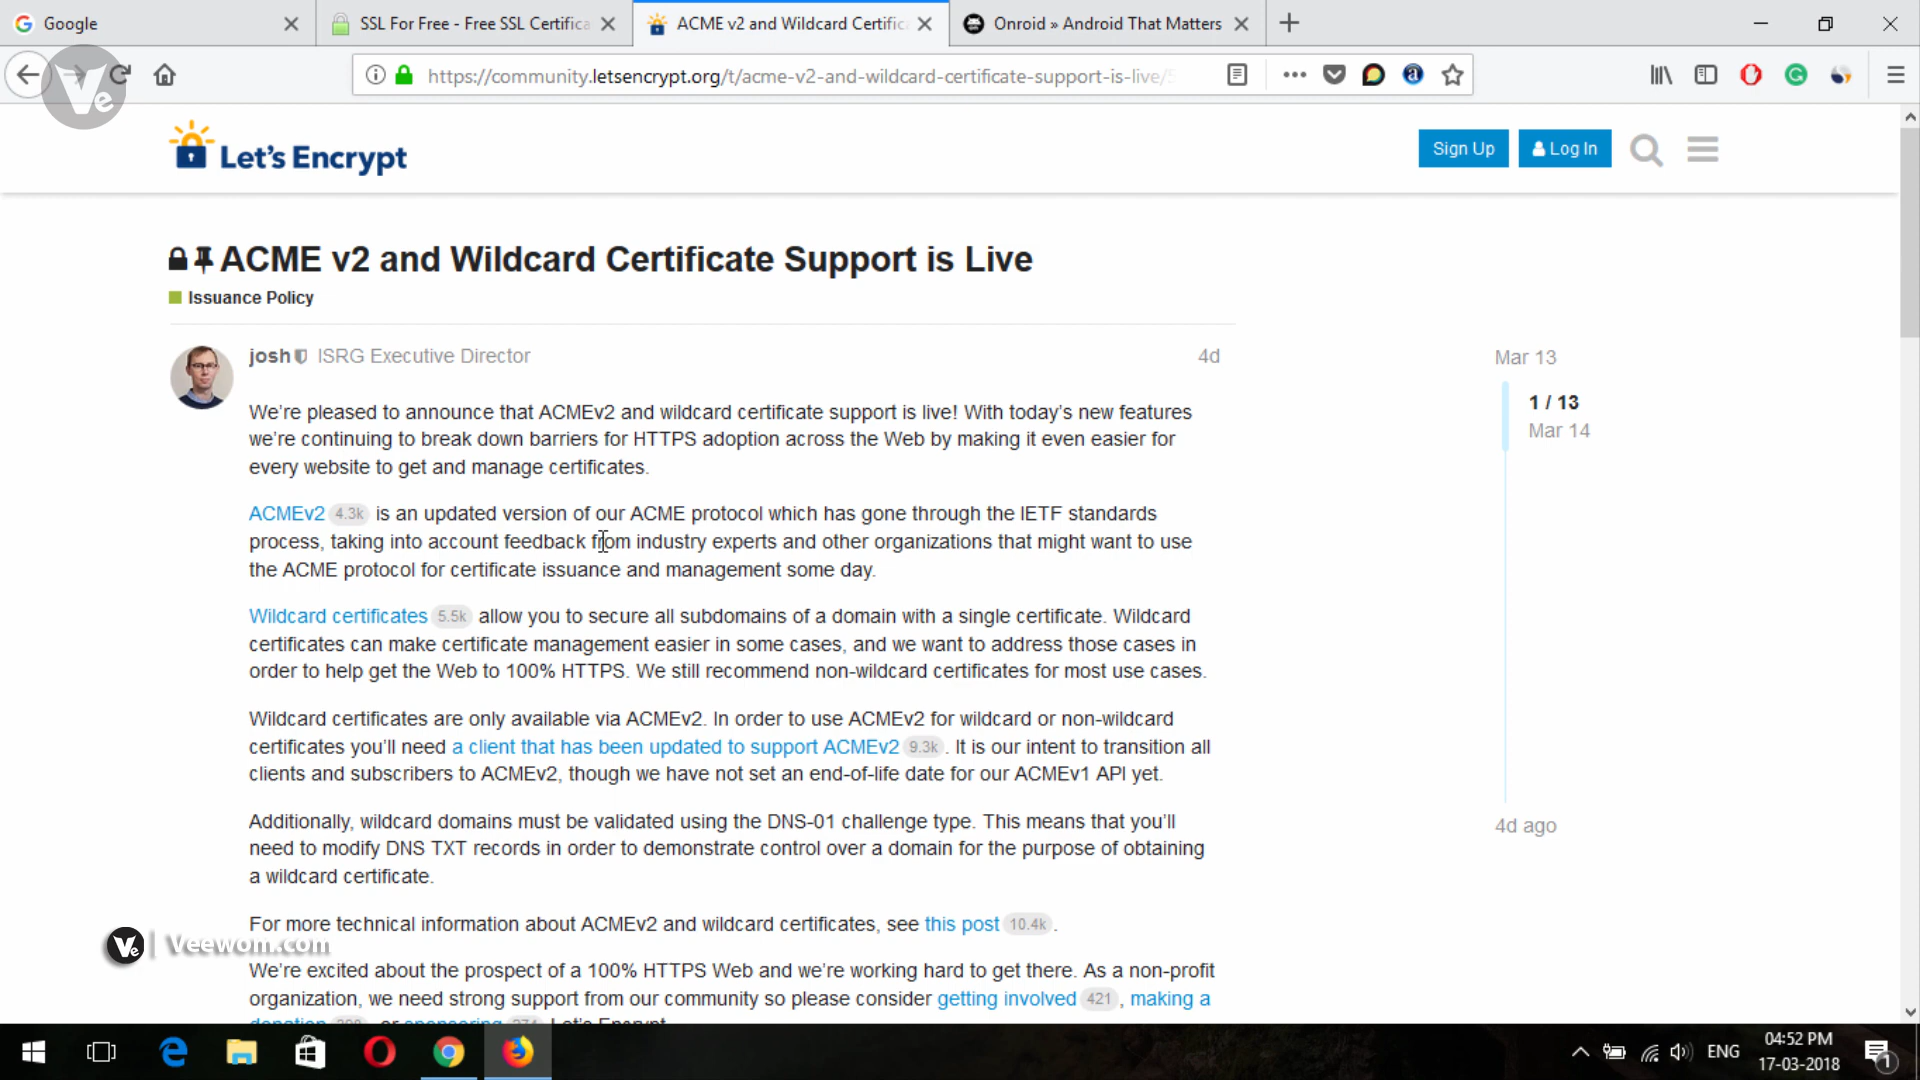 Google
SSL For Free - Free SSL Certifica
ACME v2 and Wildcard Certific
Onroid » Android That Matters
https://community.letsencrypt.org/t/acme-v2-and-wildcard-certificate-support-is-live/
Ve
Let's Encrypt
Sign Up
Log In
ACME v2 and Wildcard Certificate Support is Live
Issuance Policy
josh ISRG Executive Director 4d
We're pleased to announce that ACMEv2 and wildcard certificate support is live! With today's new features
we're continuing to break down barriers for HTTPS adoption across the Web by making it even easier for
every website to get and manage certificates.
ACMEv2 4.3k is an updated version of our ACME protocol which has gone through the IETF standards
process, taking into account feedback from industry experts and other organizations that might want to use
the ACME protocol for certificate issuance and management some day.
Wildcard certificates 5.5k allow you to secure all subdomains of a domain with a single certificate. Wildcard
certificates can make certificate management easier in some cases, and we want to address those cases in
order to help get the Web to 100% HTTPS. We still recommend non-wildcard certificates for most use cases.
Wildcard certificates are only available via ACMEv2. In order to use ACMEv2 for wildcard or non-wildcard
certificates you'll need a client that has been updated to support ACMEv2 9.3k . It is our intent to transition all
clients and subscribers to ACMEv2, though we have not set an end-of-life date for our ACMEv1 API yet.
Additionally, wildcard domains must be validated using the DNS-01 challenge type. This means that you'll
need to modify DNS TXT records in order to demonstrate control over a domain for the purpose of obtaining
a wildcard certificate.
For more technical information about ACMEv2 and wildcard certificates, see this post 10.4k .
We're excited about the prospect of a 100% HTTPS Web and we're working hard to get there. As a non-profit
organization, we need strong support from our community so please consider getting involved 421 , making a
donation or sponsoring Let's Encrypt
Mar 13
1 / 13
Mar 14
4d ago
Ve | Veewom.com
ENG
04:52 PM
17-03-2018
1